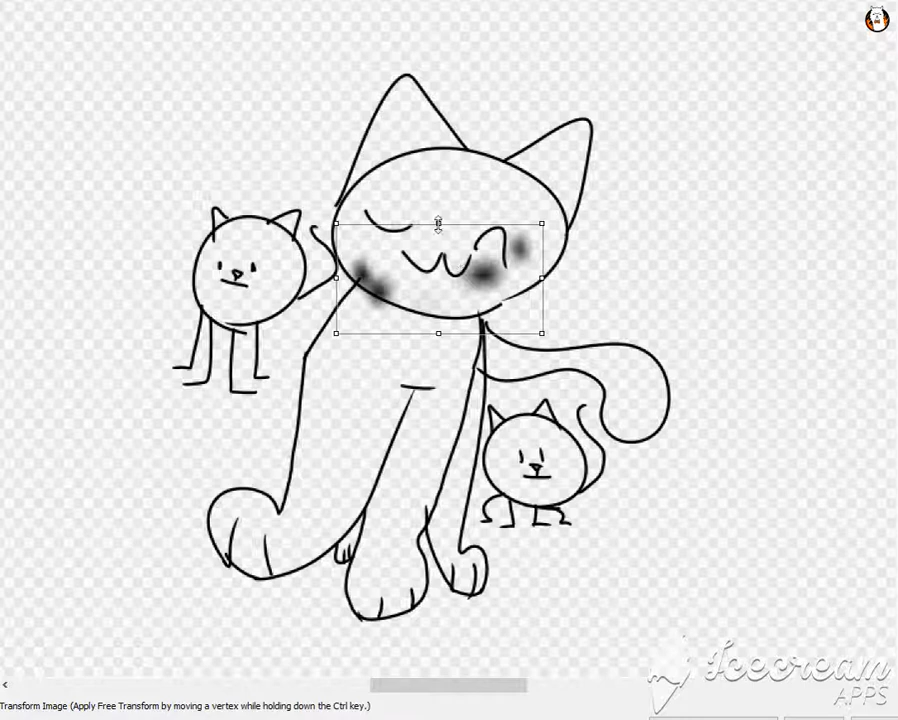 Transform Image (Apply Free Transform by moving a vertex while holding down the Ctrl key.)
Icecream
APPS